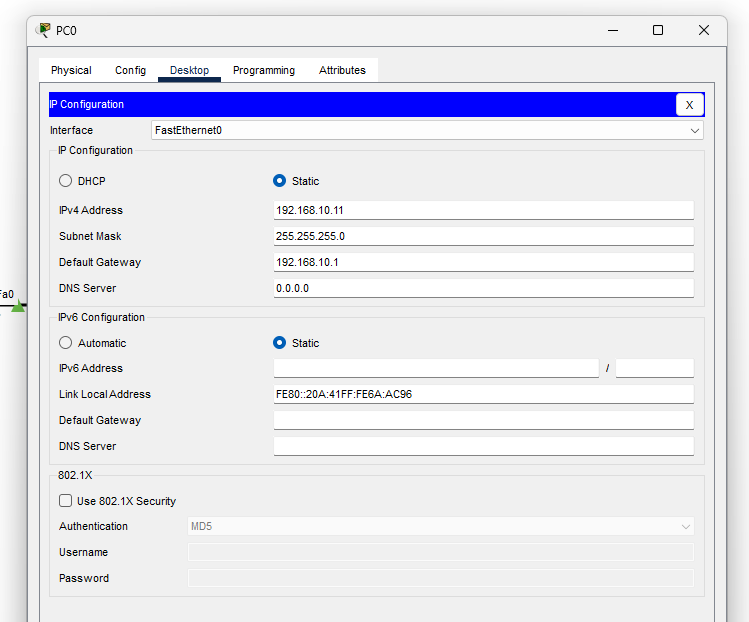 PC0
Physical Config Desktop Programming Attributes
IP Configuration X
Interface FastEthernet0
IP Configuration
DHCP Static
IPv4 Address 192.168.10.11
Subnet Mask 255.255.255.0
Default Gateway 192.168.10.1
DNS Server 0.0.0.0
Fa0
IPv6 Configuration
Automatic Static
IPv6 Address /
Link Local Address FE80::20A:41FF:FE6A:AC96
Default Gateway
DNS Server
802.1X
Use 802.1X Security
Authentication MD5
Username
Password